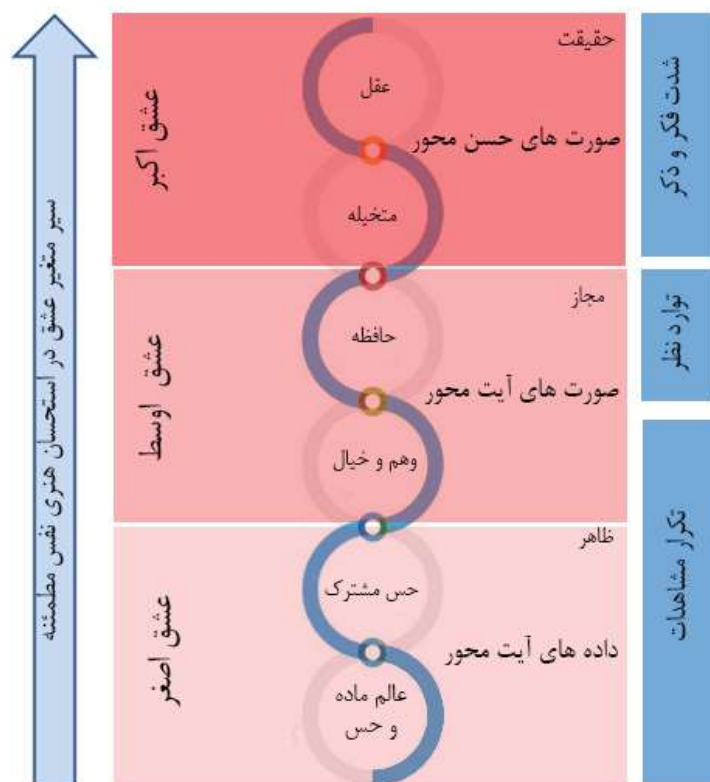 حقیقت
شدت فکر و ذکر
عقل
صورت های حسن محور
عشق اکبر
متخیله
مجاز
توارد نظر
حافظه
صورت های آیت محور
عشق اوسط
وهم و خیال
ظاهر
تکرار مشاهدات
حس مشترک
داده های آیت محور
عشق اصغر
عالم ماده
و حس
سیر متغیر عشق در استحسان هنری نفس مطمئنه